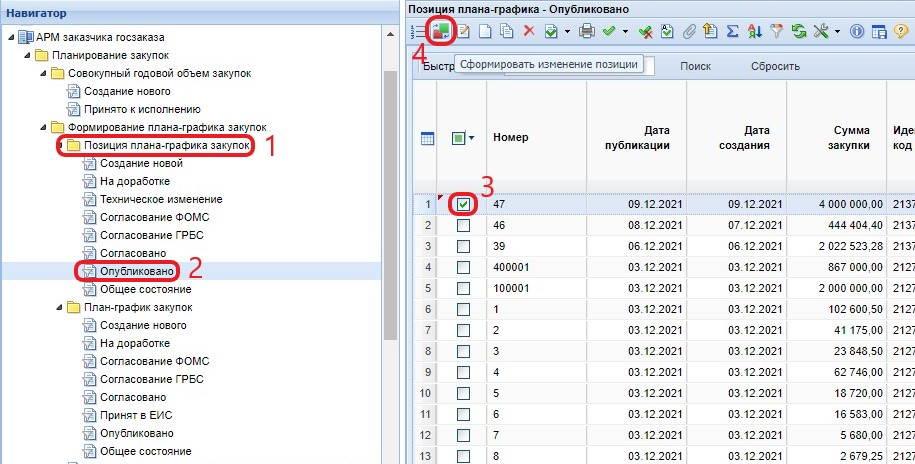 Навигатор
АРМ заказчика госзаказа
Планирование закупок
Совокупный годовой объем закупок
Создание нового
Принято к исполнению
Формирование плана-графика закупок
Позиция плана-графика закупок 1
Создание новой
На доработке
Техническое изменение
Согласование ФОМС
Согласование ГРБС
Согласовано
Опубликовано 2
Общее состояние
План-график закупок
Создание нового
На доработке
Согласование ФОМС
Согласование ГРБС
Согласовано
Принят в ЕИС
Опубликовано
Общее состояние
Позиция плана-графика - Опубликовано
4
Сформировать изменение позиции
Быстр Поиск Сбросить
Номер Дата публикации Дата создания Сумма закупки Иден код
3
1 47 09.12.2021 09.12.2021 4 000 000,00 2137
2 46 08.12.2021 07.12.2021 444 404,40 2127
3 39 06.12.2021 06.12.2021 2 022 523,28 2137
4 400001 03.12.2021 03.12.2021 867 000,00 2137
5 100001 03.12.2021 03.12.2021 2 000 000,00 2137
6 1 03.12.2021 03.12.2021 102 600,50 2127
7 2 03.12.2021 03.12.2021 41 175,00 2127
8 3 03.12.2021 03.12.2021 23 848,50 2127
9 4 03.12.2021 03.12.2021 62 746,00 2127
10 5 03.12.2021 03.12.2021 18 720,00 2127
11 6 03.12.2021 03.12.2021 16 583,00 2127
12 7 03.12.2021 03.12.2021 5 680,00 2127
13 8 03.12.2021 03.12.2021 2 679,25 2127